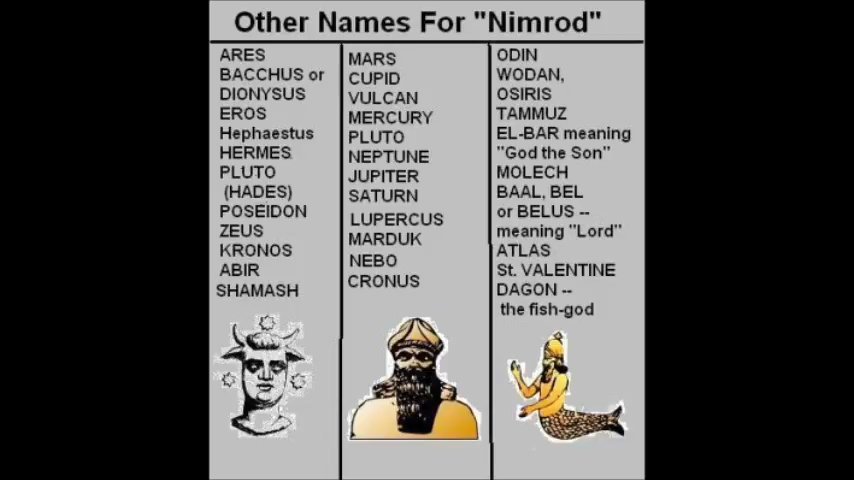 Other Names For "Nimrod"
ARES
BACCHUS or
DIONYSUS
EROS
Hephaestus
HERMES
PLUTO
(HADES)
POSEIDON
ZEUS
KRONOS
ABIR
SHAMASH
MARS
CUPID
VULCAN
MERCURY
PLUTO
NEPTUNE
JUPITER
SATURN
LUPERCUS
MARDUK
NEBO
CRONUS
ODIN
WODAN,
OSIRIS
TAMMUZ
EL-BAR meaning
"God the Son"
MOLECH
BAAL, BEL
or BELUS --
meaning "Lord"
ATLAS
St. VALENTINE
DAGON --
the fish-god